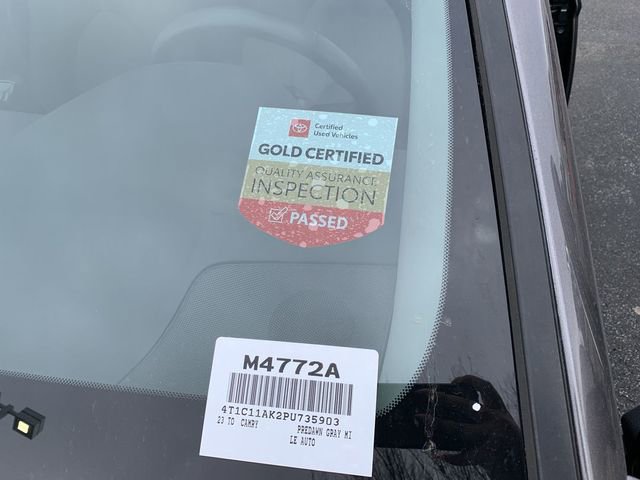 Certified
Used Vehicles
GOLD CERTIFIED
QUALITY ASSURANCE
INSPECTION
PASSED
M4772A
4T1C11AK2PU735903
23 TO CAMRY PREDAWN GRAY MI
LE AUTO